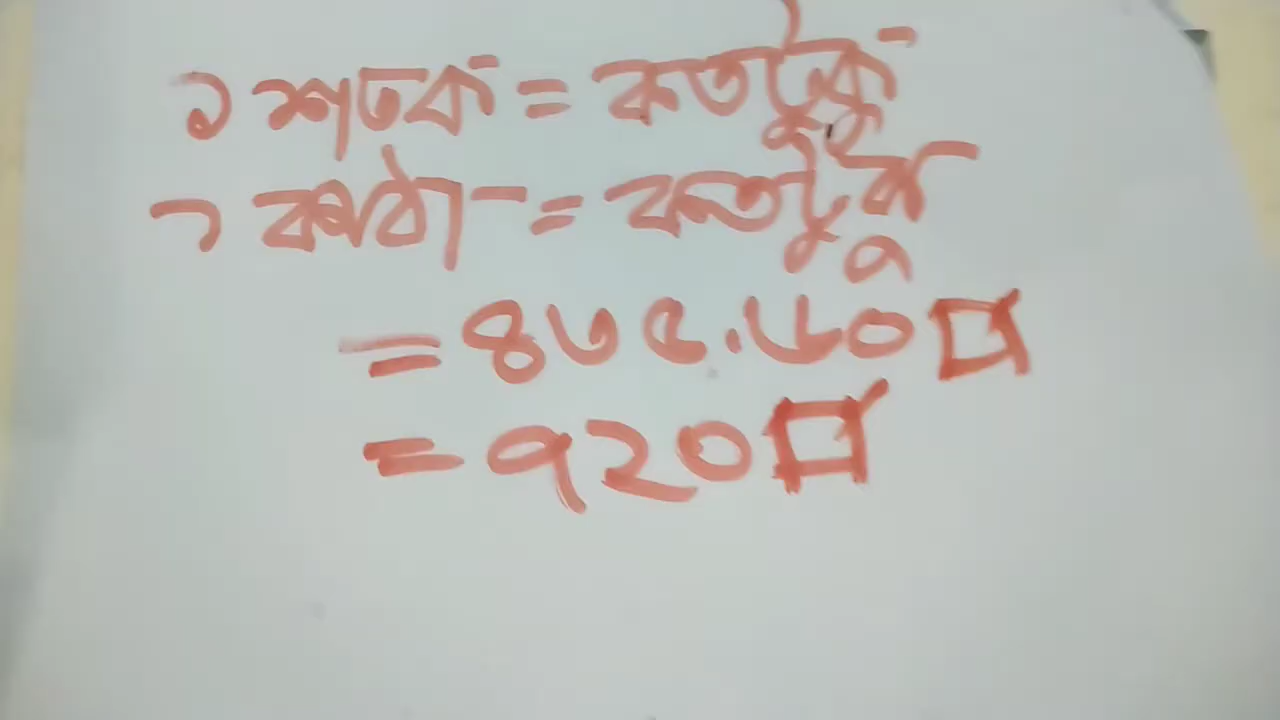 ১ শতক = কতটুকু
১ কাঠা = কতটুকু
= ৪৩৫.৬০
= ৭২০